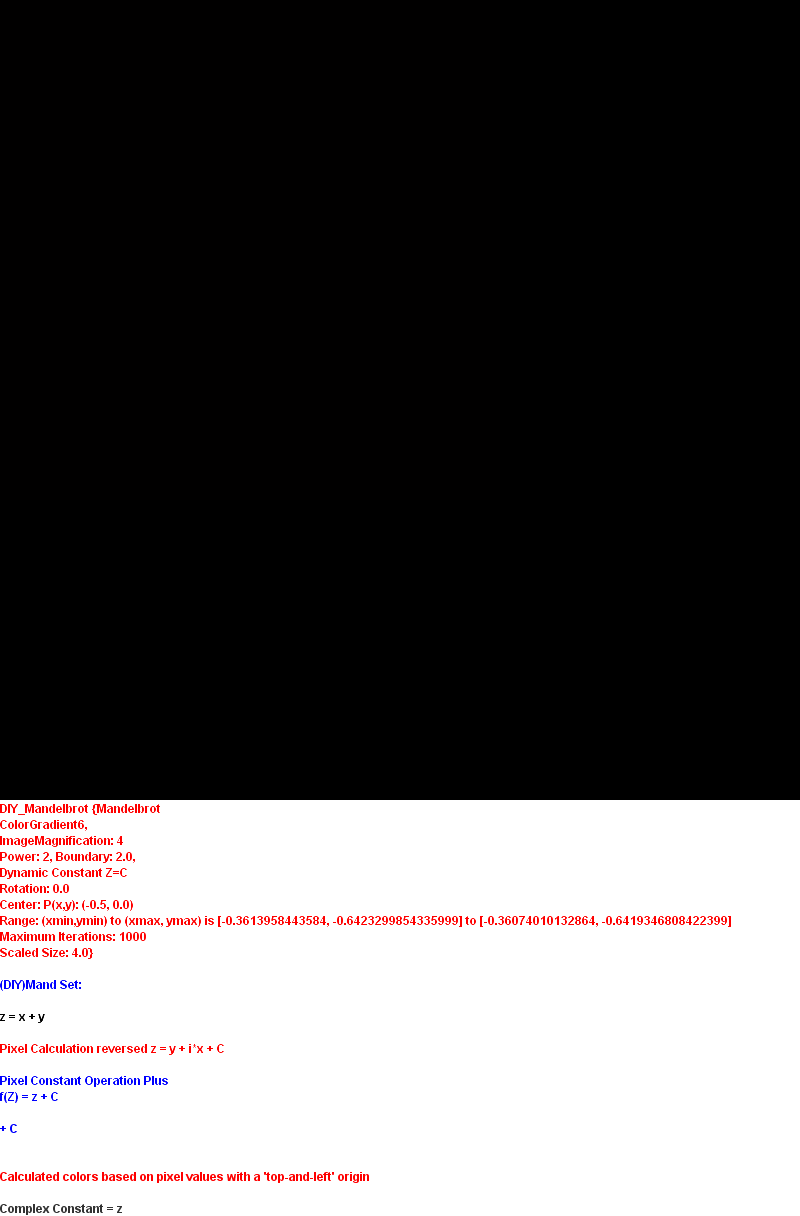 DIY_Mandelbrot {Mandelbrot
ColorGradient6,
ImageMagnification: 4
Power: 2, Boundary: 2.0,
Dynamic Constant Z=C
Rotation: 0.0
Center: P(x,y): (-0.5, 0.0)
Range: (xmin,ymin) to (xmax, ymax) is [-0.3613958443584, -0.6423299854335999] to [-0.36074010132864, -0.6419346808422399]
Maximum Iterations: 1000
Scaled Size: 4.0}
(DIY)Mand Set:
z = x + y
Pixel Calculation reversed z = y + i*x + C
Pixel Constant Operation Plus
f(Z) = z + C
+ C
Calculated colors based on pixel values with a 'top-and-left' origin
Complex Constant = z